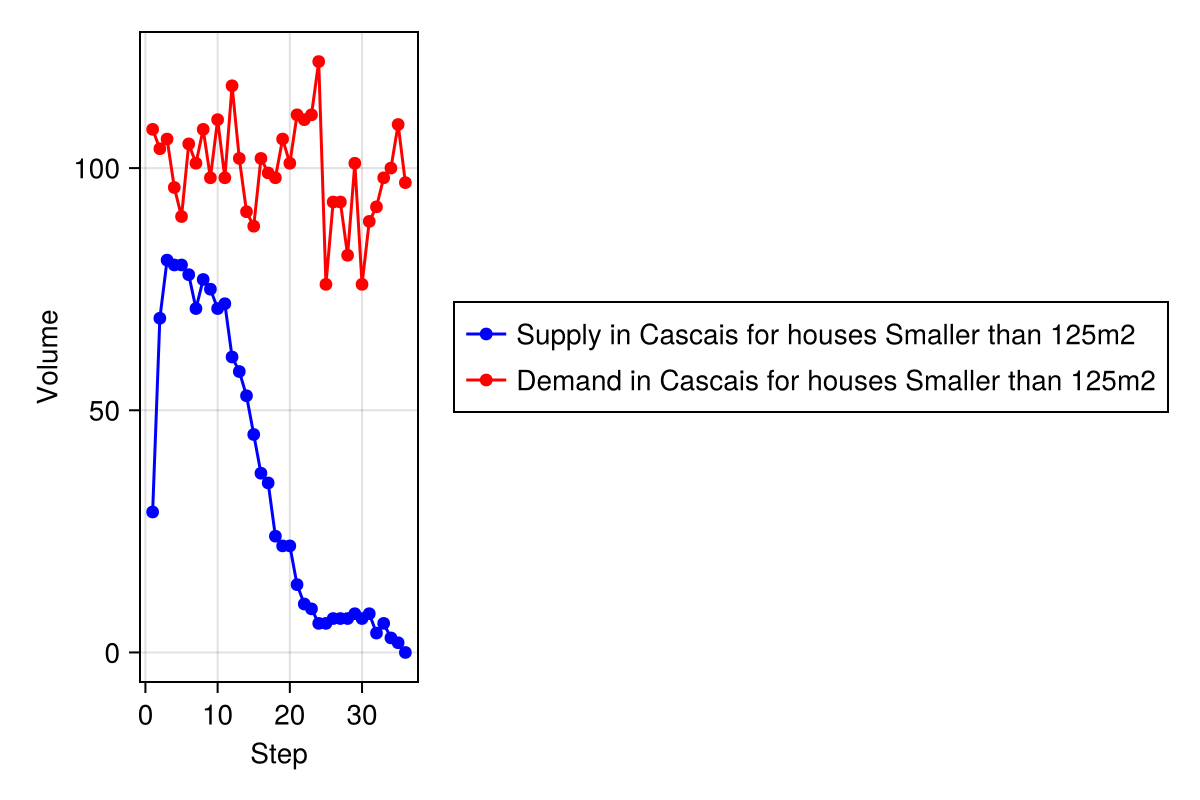 Volume
100
50
0
0 10 20 30
Step
Supply in Cascais for houses Smaller than 125m2
Demand in Cascais for houses Smaller than 125m2